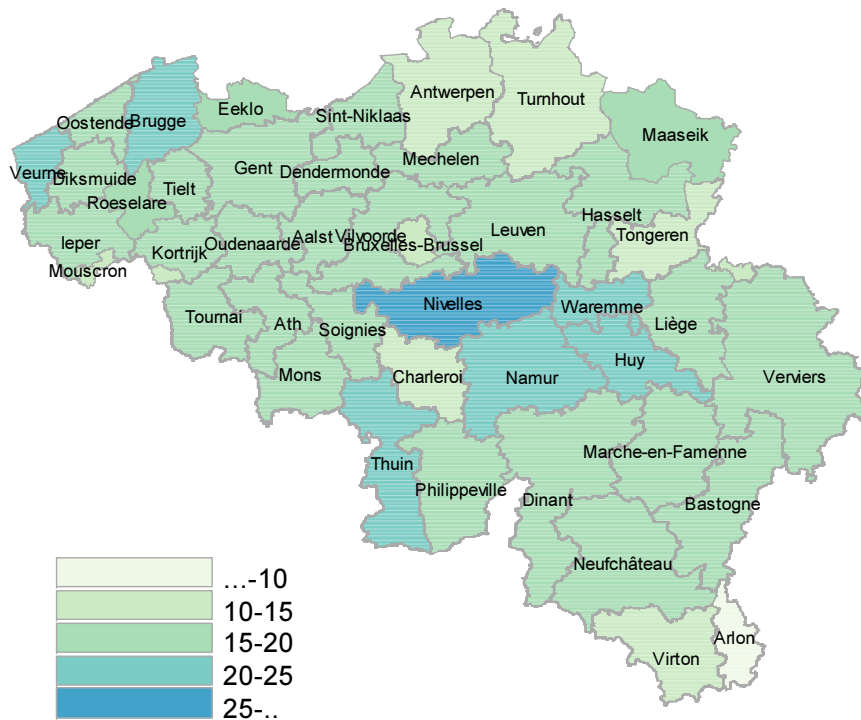 Antwerpen
Turnhout
Oostende
Brugge
Eeklo
Sint-Niklaas
Maaseik
Veurne
Diksmuide
Tielt
Gent
Dendermonde
Mechelen
Roeselare
Hasselt
Ieper
Kortrijk
Oudenaarde
Aalst
Vilvoorde
Bruxelles-Brussel
Leuven
Tongeren
Mouscron
Tournai
Ath
Soignies
Nivelles
Waremme
Liège
Mons
Charleroi
Namur
Huy
Verviers
Thuin
Philippeville
Dinant
Marche-en-Famenne
Bastogne
Neufchâteau
Virton
Arlon
...-10
10-15
15-20
20-25
25-..